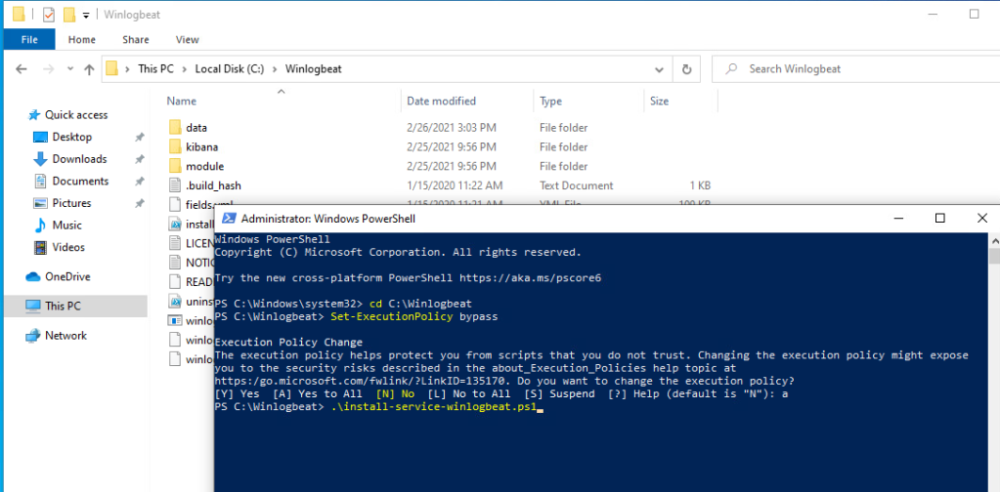 Winlogbeat
File Home Share View
This PC Local Disk (C:) Winlogbeat
Search Winlogbeat
Name Date modified Type Size
Quick access
Desktop
Downloads
Documents
Pictures
Music
Videos
OneDrive
This PC
Network
data 2/26/2021 3:03 PM File folder
kibana 2/25/2021 9:56 PM File folder
module 2/25/2021 9:56 PM File folder
.build_hash 1/15/2020 11:22 AM Text Document 1 KB
fields.yml 1/15/2020 11:21 AM YML File
install
LICEN
NOTIC
READ
unins
winlo
winlo
winlo
Administrator: Windows PowerShell
Windows PowerShell
Copyright (C) Microsoft Corporation. All rights reserved.
Try the new cross-platform PowerShell https://aka.ms/pscore6
PS C:\Windows\system32> cd C:\Winlogbeat
PS C:\Winlogbeat> Set-ExecutionPolicy bypass
Execution Policy Change
The execution policy helps protect you from scripts that you do not trust. Changing the execution policy might expose
you to the security risks described in the about_Execution_Policies help topic at
https:/go.microsoft.com/fwlink/?LinkID=135170. Do you want to change the execution policy?
[Y] Yes [A] Yes to All [N] No [L] No to All [S] Suspend [?] Help (default is "N"): a
PS C:\Winlogbeat> .\install-service-winlogbeat.ps1